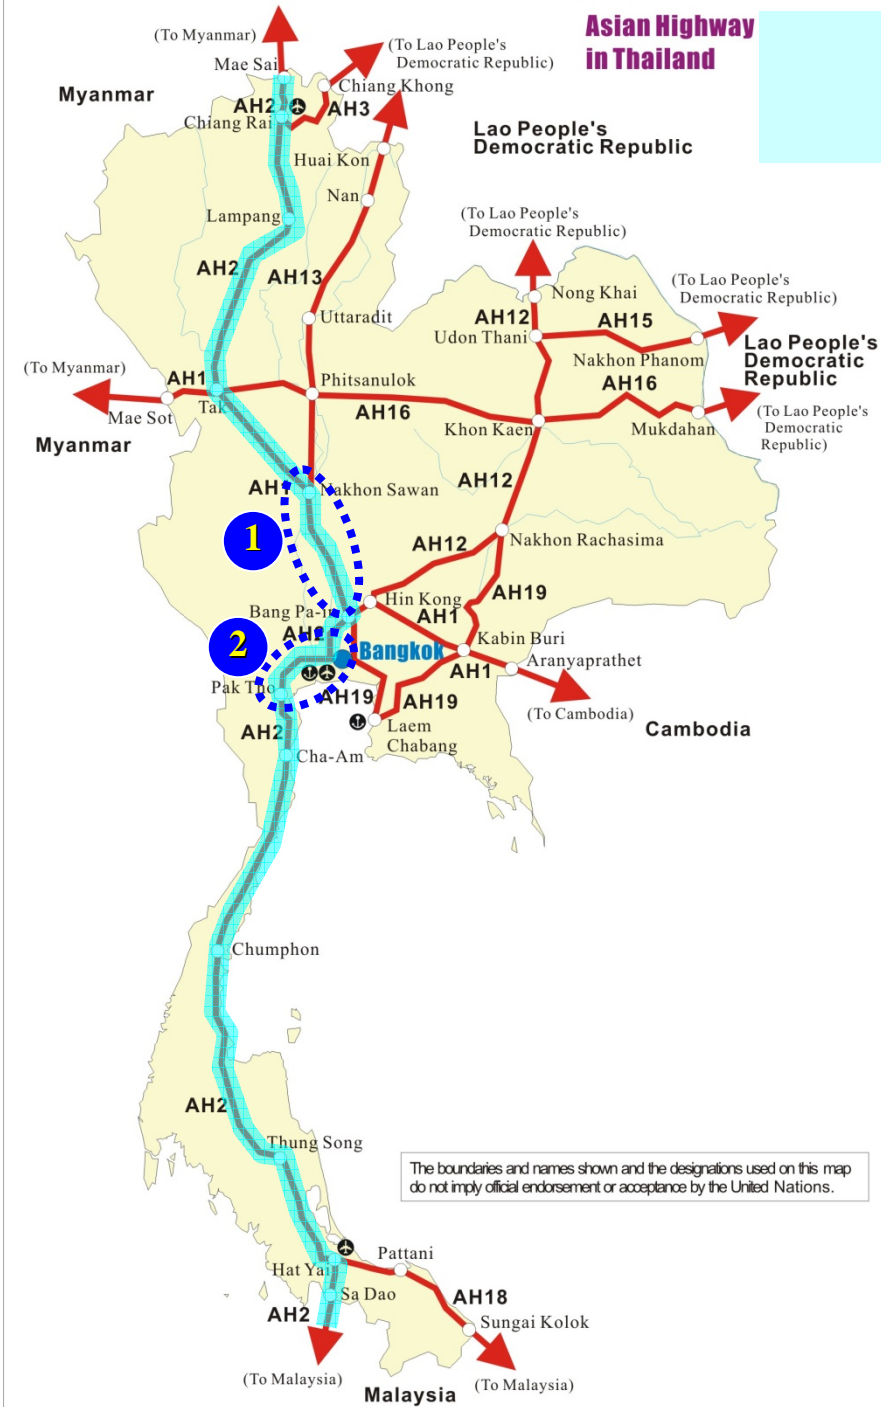 Asian Highway
in Thailand
(To Myanmar)
Mae Sai
(To Lao People's
Democratic Republic)
Chiang Khong
Myanmar
AH2
AH3
Chiang Rai
Lao People's
Democratic Republic
Huai Kon
Nan
Lampang
(To Lao People's
Democratic Republic)
AH2
AH13
Nong Khai
(To Lao People's
Democratic Republic)
Uttaradit
AH12
AH15
Udon Thani
Nakhon Phanom
Lao People's
Democratic
Republic
(To Myanmar)
AH1
Phitsanulok
AH16
Mae Sot
Tak
AH16
Khon Kaen
Mukdahan
(To Lao People's
Democratic
Republic)
Myanmar
AH12
AH1
Nakhon Sawan
1
AH12
Nakhon Rachasima
AH19
Bang Pa-in
Hin Kong
AH1
AH2
2
Bangkok
Kabin Buri
AH1
Aranyaprathet
Pak Tho
AH19
AH19
(To Cambodia)
AH2
Laem
Chabang
Cambodia
Cha-Am
Chumphon
AH2
Thung Song
The boundaries and names shown and the designations used on this map
do not imply official endorsement or acceptance by the United Nations.
Pattani
Hat Yai
Sa Dao
AH18
AH2
Sungai Kolok
(To Malaysia)
(To Malaysia)
Malaysia